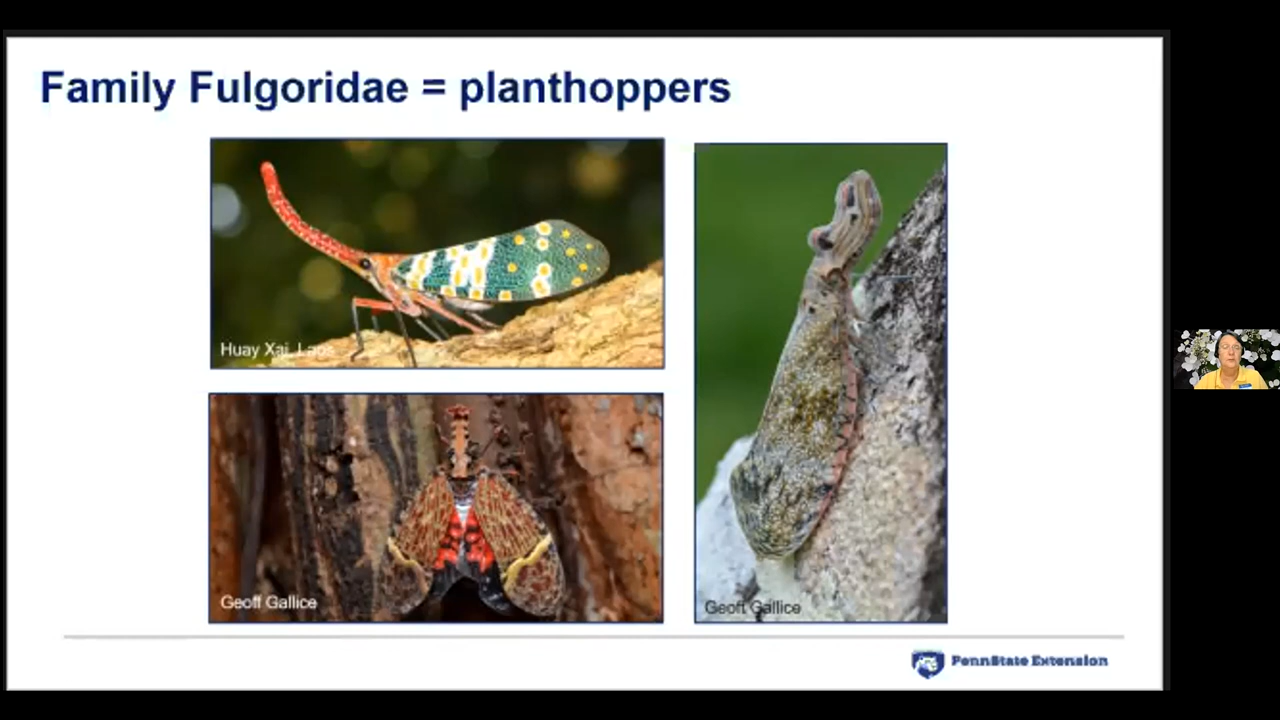 Family Fulgoridae = planthoppers
Huay Xai, Laos
Geoff Gallice
Geoff Gallice
PennState Extension